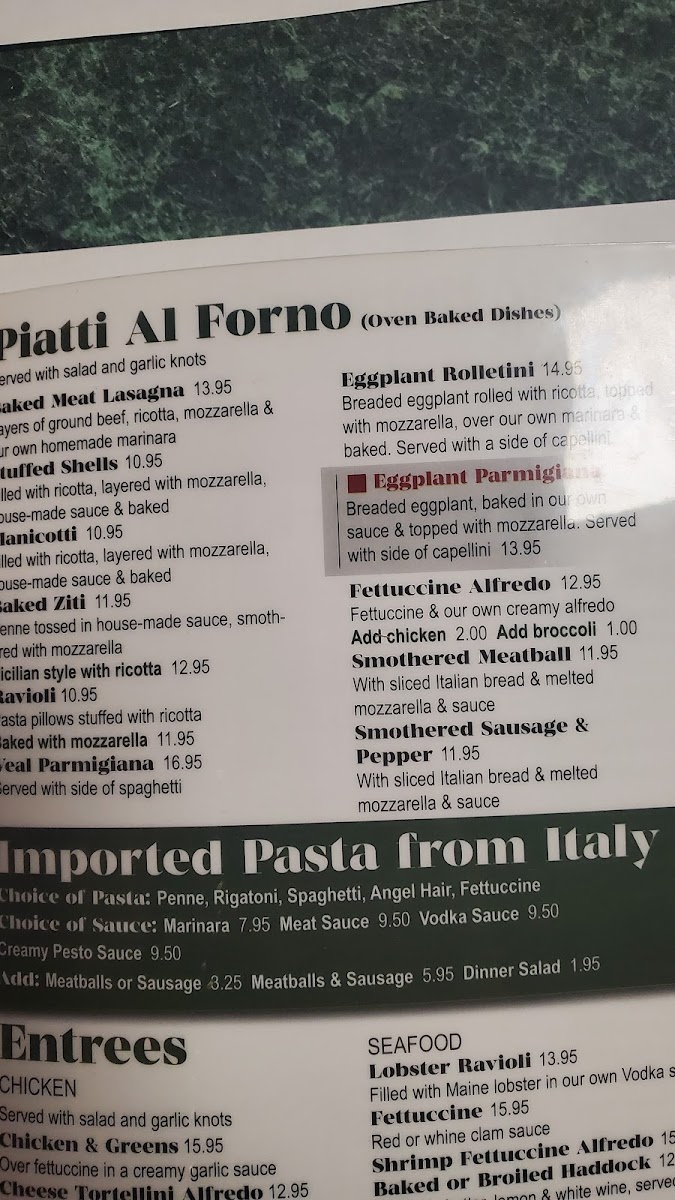 Piatti Al Forno (Oven Baked Dishes)
erved with salad and garlic knots
aked Meat Lasagna 13.95
ayers of ground beef, ricotta, mozzarella &
ur own homemade marinara
tuffed Shells 10.95
lled with ricotta, layered with mozzarella,
ouse-made sauce & baked
Manicotti 10.95
lled with ricotta, layered with mozzarella,
ouse-made sauce & baked
Baked Ziti 11.95
enne tossed in house-made sauce, smoth-
red with mozzarella
icilian style with ricotta 12.95
Ravioli 10.95
asta pillows stuffed with ricotta
aked with mozzarella 11.95
Veal Parmigiana 16.95
Served with side of spaghetti
Eggplant Rolletini 14.95
Breaded eggplant rolled with ricotta, topped
with mozzarella, over our own marinara &
baked. Served with a side of capellini.
Eggplant Parmigiana
Breaded eggplant, baked in our own
sauce & topped with mozzarella. Served
with side of capellini 13.95
Fettuccine Alfredo 12.95
Fettuccine & our own creamy alfredo
Add chicken 2.00 Add broccoli 1.00
Smothered Meatball 11.95
With sliced Italian bread & melted
mozzarella & sauce
Smothered Sausage &
Pepper 11.95
With sliced Italian bread & melted
mozzarella & sauce
Imported Pasta from Italy
Choice of Pasta: Penne, Rigatoni, Spaghetti, Angel Hair, Fettuccine
Choice of Sauce: Marinara 7.95 Meat Sauce 9.50 Vodka Sauce 9.50
Creamy Pesto Sauce 9.50
Add: Meatballs or Sausage 3.25 Meatballs & Sausage 5.95 Dinner Salad 1.95
Entrees
CHICKEN
Served with salad and garlic knots
Chicken & Greens 15.95
Over fettuccine in a creamy garlic sauce
Cheese Tortellini Alfredo 12.95
SEAFOOD
Lobster Ravioli 13.95
Filled with Maine lobster in our own Vodka s
Fettuccine 15.95
Red or whine clam sauce
Shrimp Fettuccine Alfredo 15
Baked or Broiled Haddock 12
lemon & white wine, serve